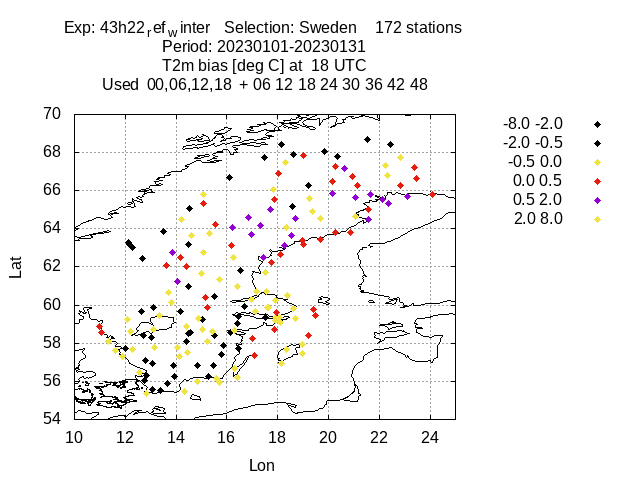 Exp: 43h22refwinter Selection: Sweden 172 stations
Period: 20230101-20230131
T2m bias [deg C] at 18 UTC
Used 00,06,12,18 + 06 12 18 24 30 36 42 48
70
68
66
64
62
60
58
56
54
10 12 14 16 18 20 22 24
Lat
Lon
-8.0 -2.0
-2.0 -0.5
-0.5 0.0
0.0 0.5
0.5 2.0
2.0 8.0